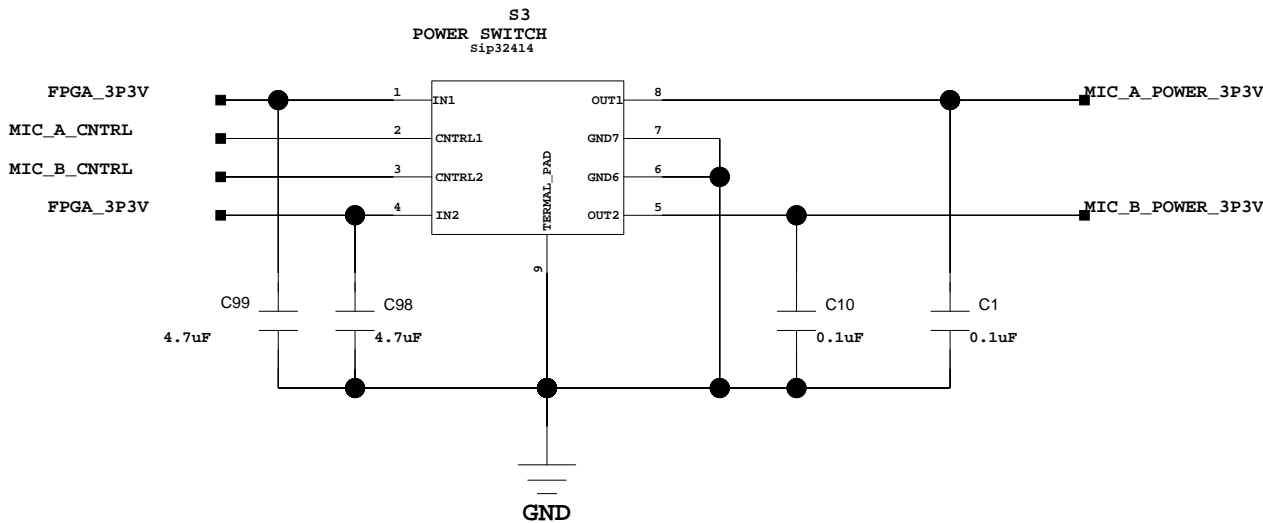 S3
POWER SWITCH
Sip32414
FPGA_3P3V 1 IN1 OUT1 8 MIC_A_POWER_3P3V
MIC_A_CNTRL 2 CNTRL1 GND7 7
MIC_B_CNTRL 3 CNTRL2 GND6 6
FPGA_3P3V 4 IN2 OUT2 5 MIC_B_POWER_3P3V
TERMAL_PAD
9
C99 C98 C10 C1
4.7uF 4.7uF 0.1uF 0.1uF
GND